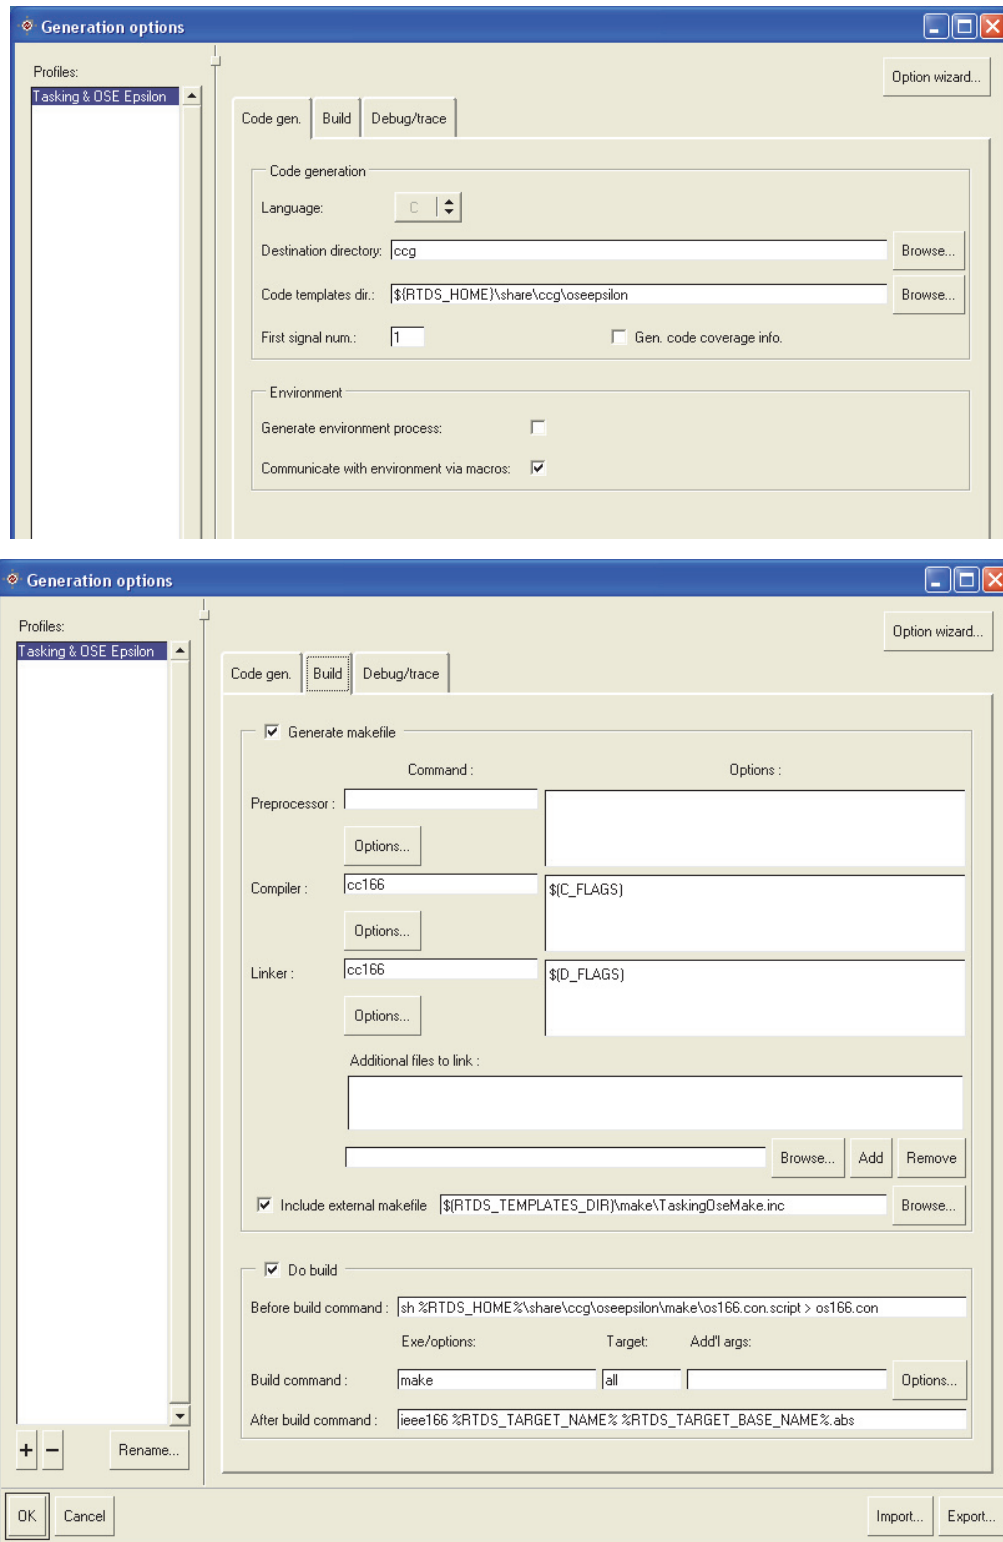 Generation options
Profiles:
Option wizard...
Tasking & OSE Epsilon
Code gen. Build Debug/trace
Code generation
Language: C
Destination directory: ccg Browse...
Code templates dir.: ${RTDS_HOME}\share\ccg\oseepsilon Browse...
First signal num.: 1 Gen. code coverage info.
Environment
Generate environment process:
Communicate with environment via macros:
Generation options
Profiles:
Option wizard...
Tasking & OSE Epsilon
Code gen. Build Debug/trace
Generate makefile
Command : Options :
Preprocessor :
Options...
Compiler : cc166 $(C_FLAGS)
Options...
Linker : cc166 $(D_FLAGS)
Options...
Additional files to link :
Browse... Add Remove
Include external makefile $(RTDS_TEMPLATES_DIR)\make\TaskingOseMake.inc Browse...
Do build
Before build command : sh %RTDS_HOME%\share\ccg\oseepsilon\make\os166.con.script > os166.con
Exe/options: Target: Add'l args:
Build command : make all Options...
After build command : ieee166 %RTDS_TARGET_NAME% %RTDS_TARGET_BASE_NAME%.abs
+ − Rename...
OK Cancel Import... Export...